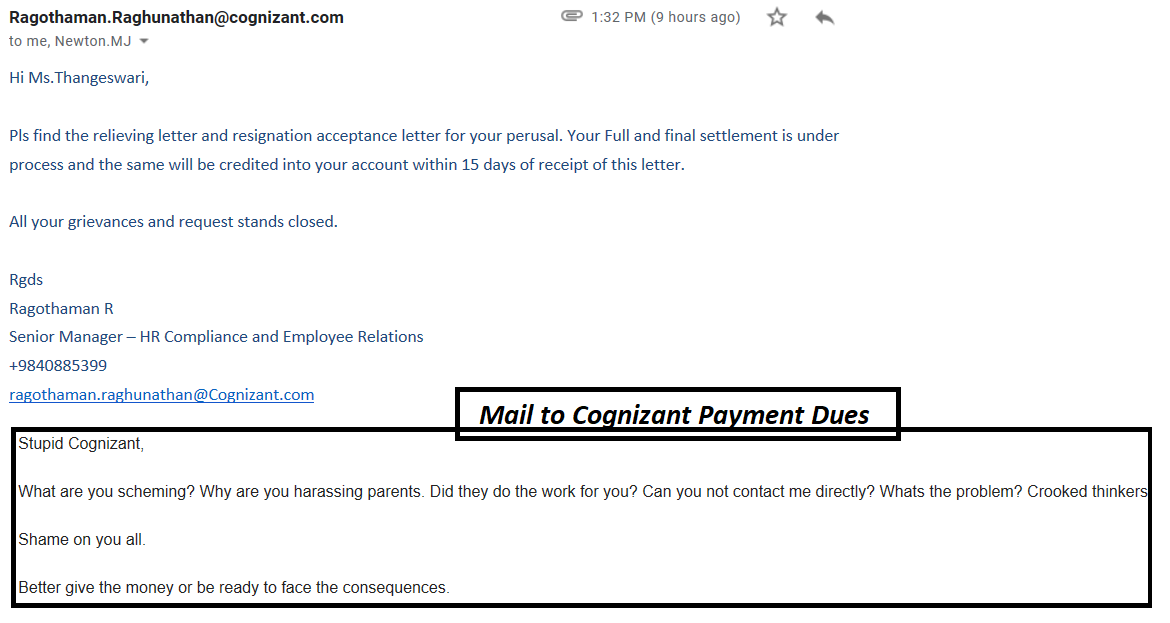 Ragothaman.Raghunathan@cognizant.com 1:32 PM (9 hours ago)
to me, Newton.MJ
Hi Ms.Thangeswari,
Pls find the relieving letter and resignation acceptance letter for your perusal. Your Full and final settlement is under
process and the same will be credited into your account within 15 days of receipt of this letter.
All your grievances and request stands closed.
Rgds
Ragothaman R
Senior Manager – HR Compliance and Employee Relations
+9840885399
ragothaman.raghunathan@Cognizant.com
Mail to Cognizant Payment Dues
Stupid Cognizant,
What are you scheming? Why are you harassing parents. Did they do the work for you? Can you not contact me directly? Whats the problem? Crooked thinkers
Shame on you all.
Better give the money or be ready to face the consequences.